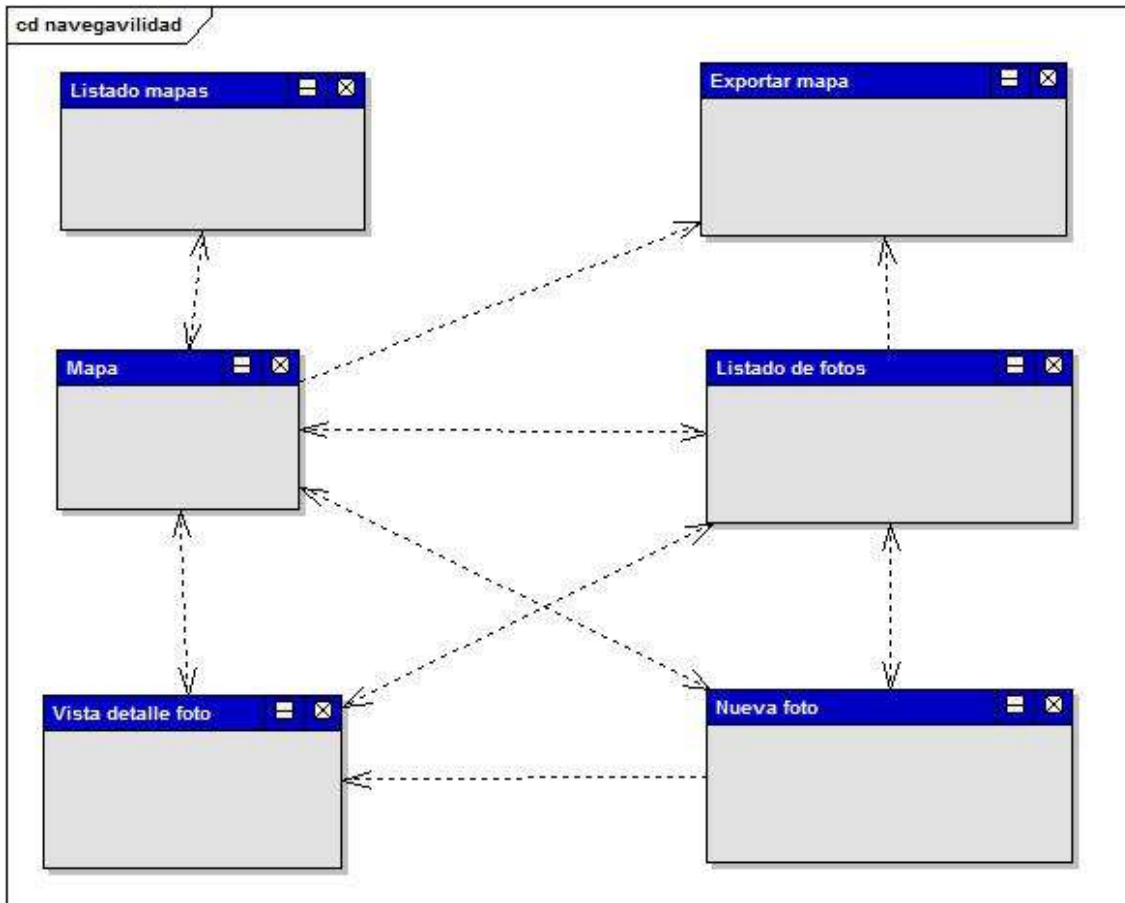 cd navegavilidad
Listado mapas
Exportar mapa
Mapa
Listado de fotos
Vista detalle foto
Nueva foto